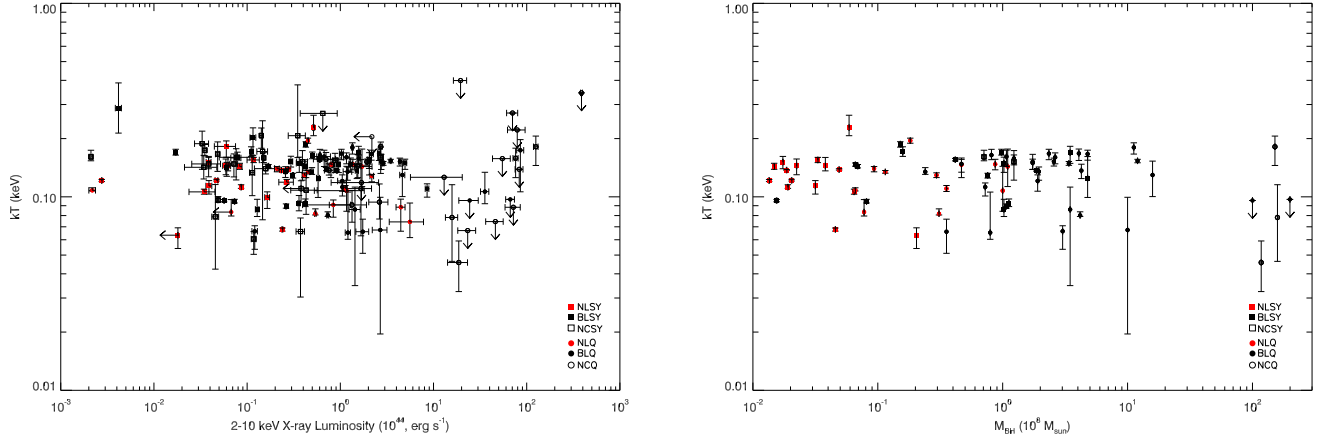 1.00
0.10
0.01
kT (keV)
10⁻³ 10⁻² 10⁻¹ 10⁰ 10¹ 10² 10³
2-10 keV X-ray Luminosity (10⁴⁴, erg s⁻¹)
NLSY
BLSY
NCSY
NLQ
BLQ
NCQ
1.00
0.10
0.01
kT (keV)
10⁻¹ 10⁰ 10¹ 10²
M_BH (10⁸ M_sun)
NLSY
BLSY
NCSY
NLQ
BLQ
NCQ